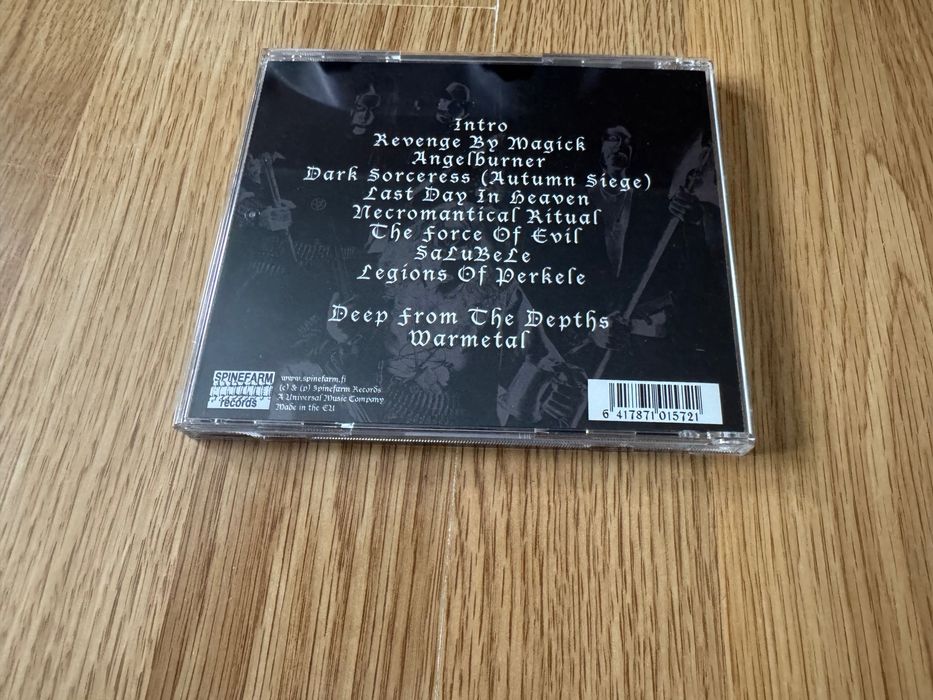 Intro
Revenge By Magick
Angelburner
Dark Sorceress (Autumn Siege)
Last Day In Heaven
Necromantical Ritual
The Force Of Evil
SaLuBeLe
Legions Of Perkele
Deep From The Depths
Warmetal
SPINEFARM
records
www.spinefarm.fi
(c) & (p) Spinefarm Records
A Universal Music Company
Made in the EU
6 417871 015721